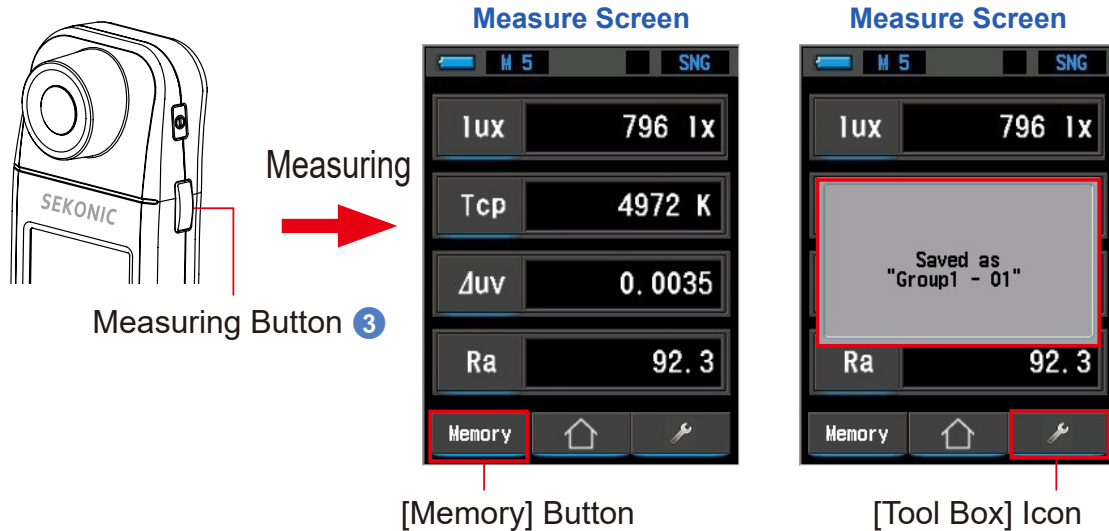 Measure Screen
Measure Screen
M 5 SNG
lux 796 lx
Tcp 4972 K
⊿uv 0.0035
Ra 92.3
Memory
[Memory] Button
M 5 SNG
lux 796 lx
Saved as
"Group1 - 01"
Ra 92.3
Memory
[Tool Box] Icon
SEKONIC
Measuring
Measuring Button 3